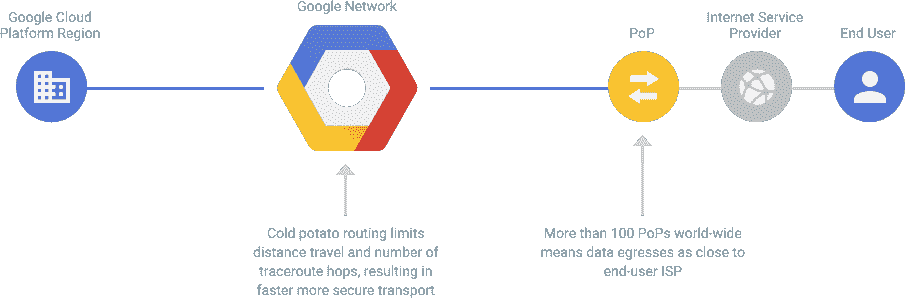 Google Cloud
Platform Region
Google Network
PoP
Internet Service
Provider
End User
Cold potato routing limits
distance travel and number of
traceroute hops, resulting in
faster more secure transport
More than 100 PoPs world-wide
means data egresses as close to
end-user ISP